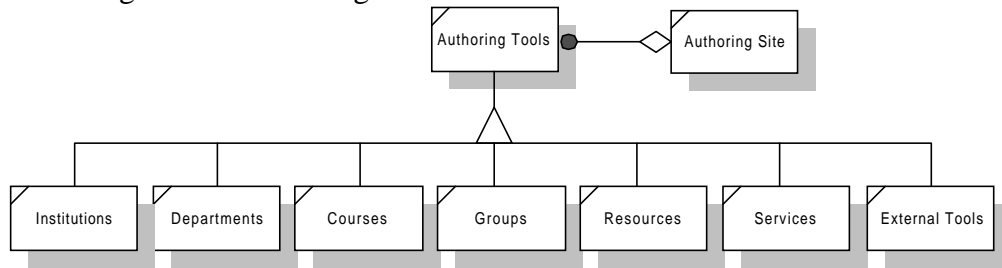 Authoring Tools
Authoring Site
Institutions
Departments
Courses
Groups
Resources
Services
External Tools